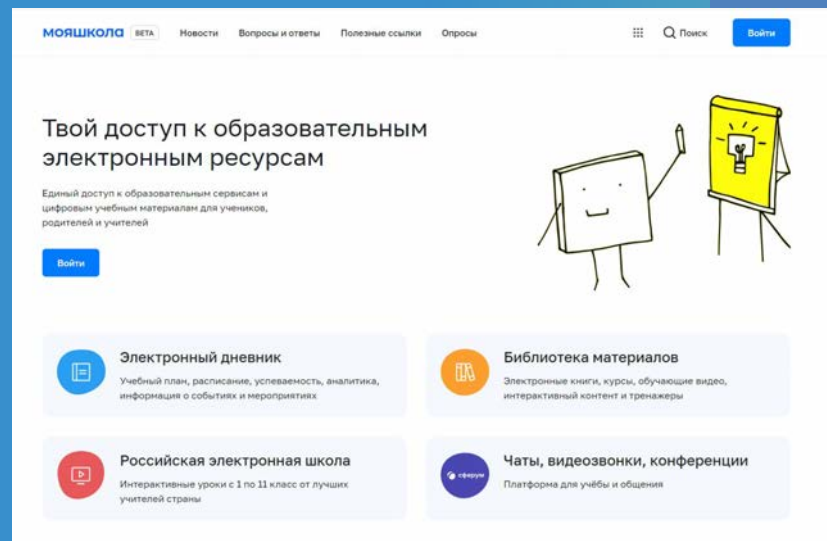 МОЯШКОЛА BETA Новости Вопросы и ответы Полезные ссылки Опросы Поиск Войти
Твой доступ к образовательным
электронным ресурсам
Единый доступ к образовательным сервисам и
цифровым учебным материалам для учеников,
родителей и учителей
Войти
Электронный дневник
Учебный план, расписание, успеваемость, аналитика,
информация о событиях и мероприятиях
Библиотека материалов
Электронные книги, курсы, обучающие видео,
интерактивный контент и тренажеры
Российская электронная школа
Интерактивные уроки с 1 по 11 класс от лучших
учителей страны
сферум
Чаты, видеозвонки, конференции
Платформа для учёбы и общения